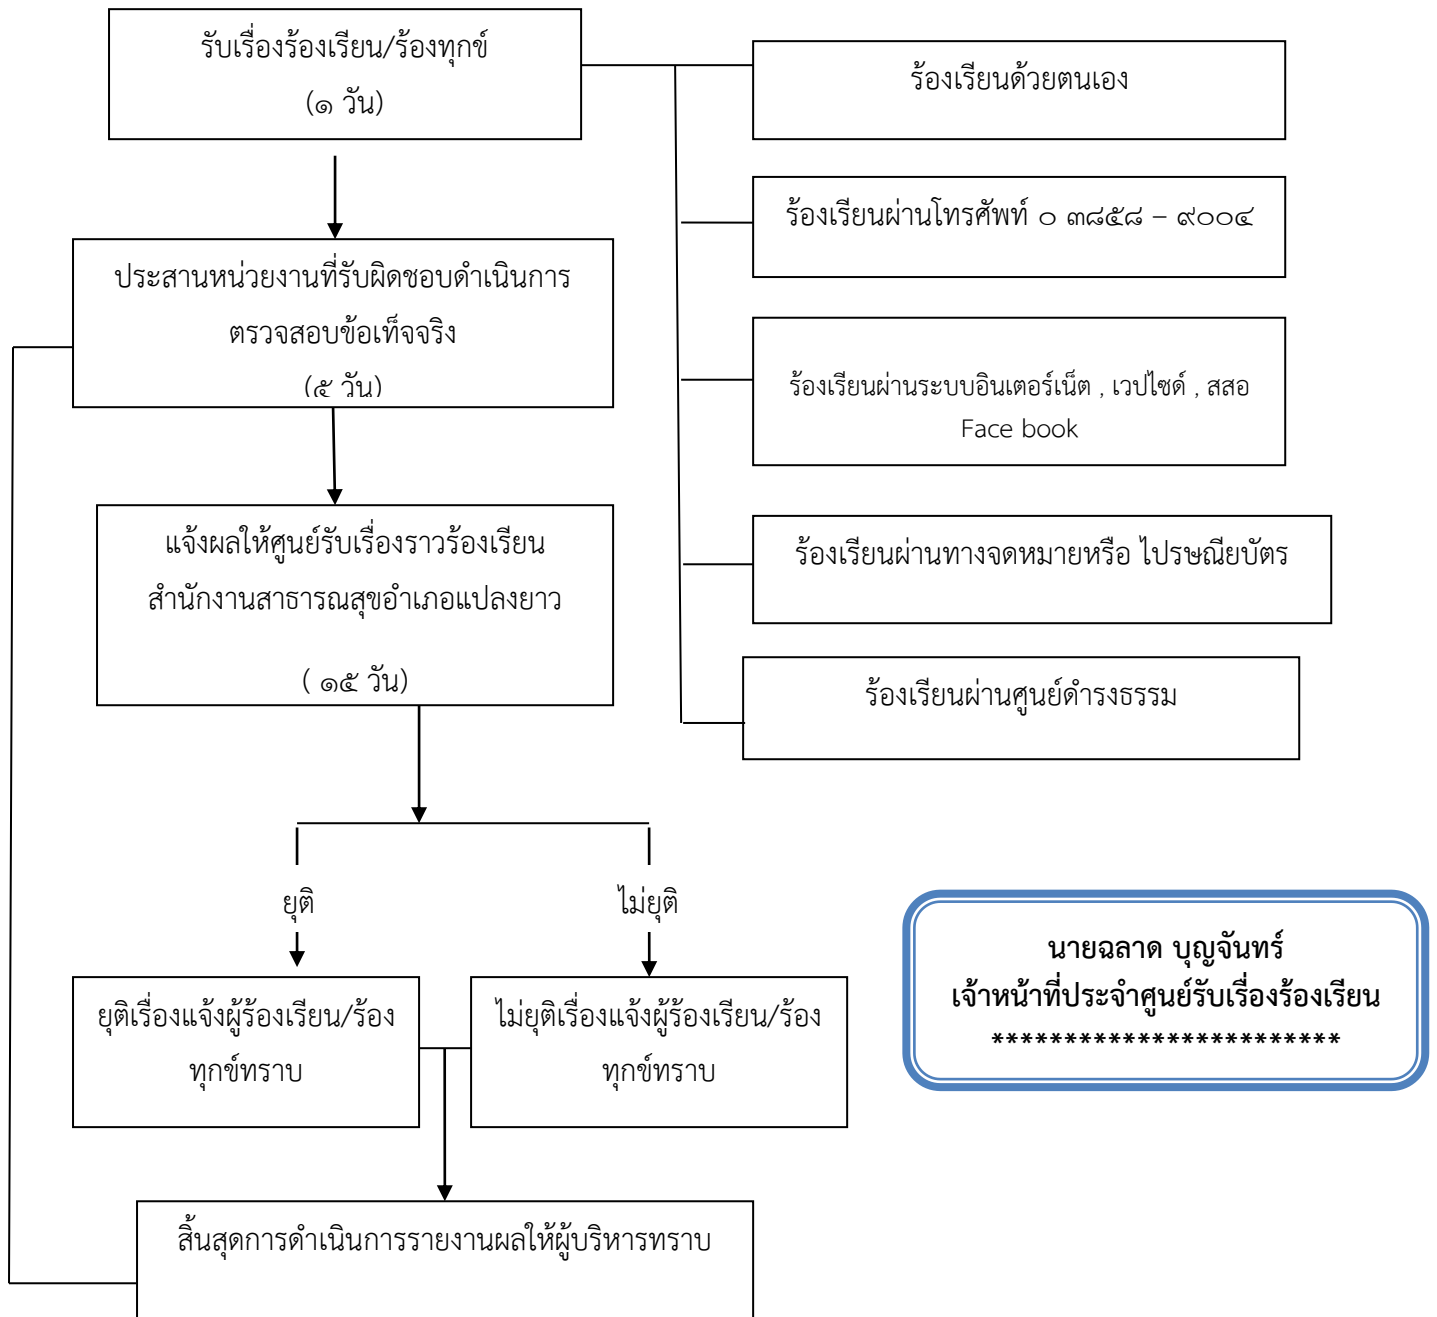 รับเรื่องร้องเรียน/ร้องทุกข์
(๑ วัน)
ร้องเรียนด้วยตนเอง
ร้องเรียนผ่านโทรศัพท์ ๐ ๓๘๕๘ – ๙๐๐๔
ประสานหน่วยงานที่รับผิดชอบดำเนินการ
ตรวจสอบข้อเท็จจริง
(๕ วัน)
ร้องเรียนผ่านระบบอินเตอร์เน็ต , เวปไซด์ , สสอ
Face book
แจ้งผลให้ศูนย์รับเรื่องราวร้องเรียน
สำนักงานสาธารณสุขอำเภอแปลงยาว
( ๑๕ วัน)
ร้องเรียนผ่านทางจดหมายหรือ ไปรษณียบัตร
ร้องเรียนผ่านศูนย์ดำรงธรรม
ยุติ
ไม่ยุติ
นายฉลาด บุญจันทร์
เจ้าหน้าที่ประจำศูนย์รับเรื่องร้องเรียน
************************
ยุติเรื่องแจ้งผู้ร้องเรียน/ร้อง
ทุกข์ทราบ
ไม่ยุติเรื่องแจ้งผู้ร้องเรียน/ร้อง
ทุกข์ทราบ
สิ้นสุดการดำเนินการรายงานผลให้ผู้บริหารทราบ